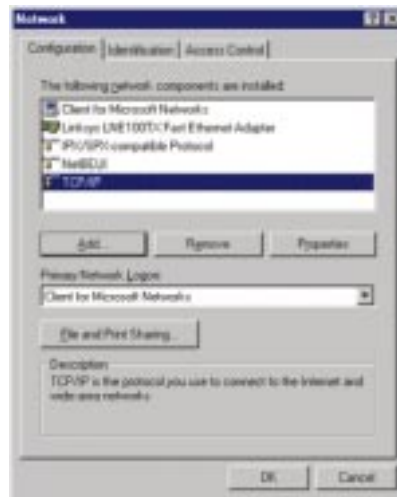 Network
Configuration Identification Access Control
The following network components are installed:
Client for Microsoft Networks
Linksys LNE100TX Fast Ethernet Adapter
IPX/SPX-compatible Protocol
NetBEUI
TCP/IP
Add... Remove Properties
Primary Network Logon:
Client for Microsoft Networks
File and Print Sharing...
Description
TCP/IP is the protocol you use to connect to the Internet and
wide-area networks.
OK Cancel